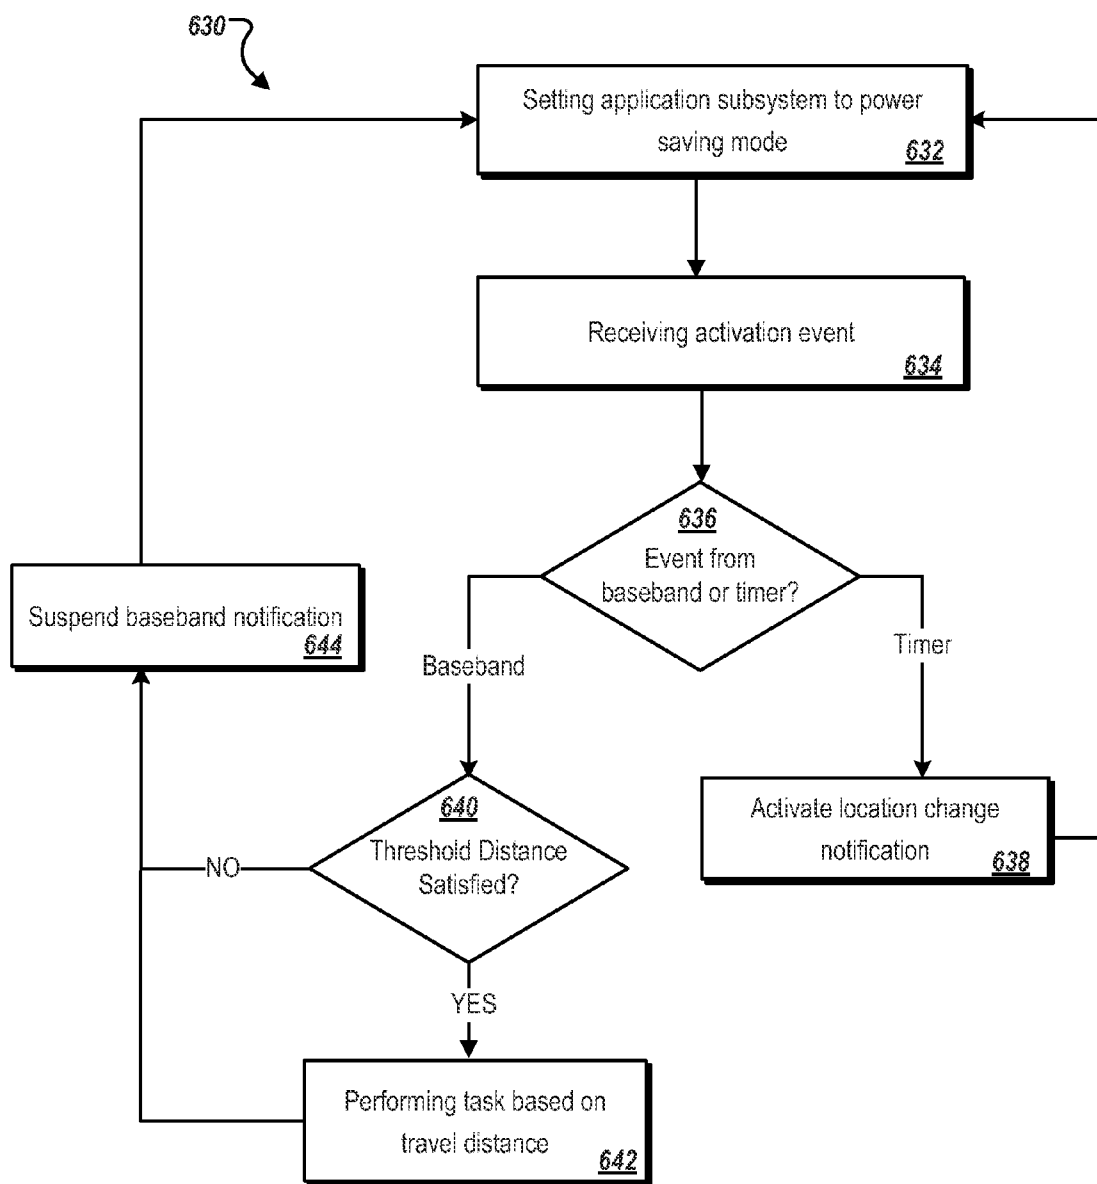 630
Setting application subsystem to power
saving mode
632
Receiving activation event
634
636
Event from
baseband or timer?
Suspend baseband notification
644
Baseband
Timer
640
Threshold Distance
Satisfied?
NO
Activate location change
notification
638
YES
Performing task based on
travel distance
642